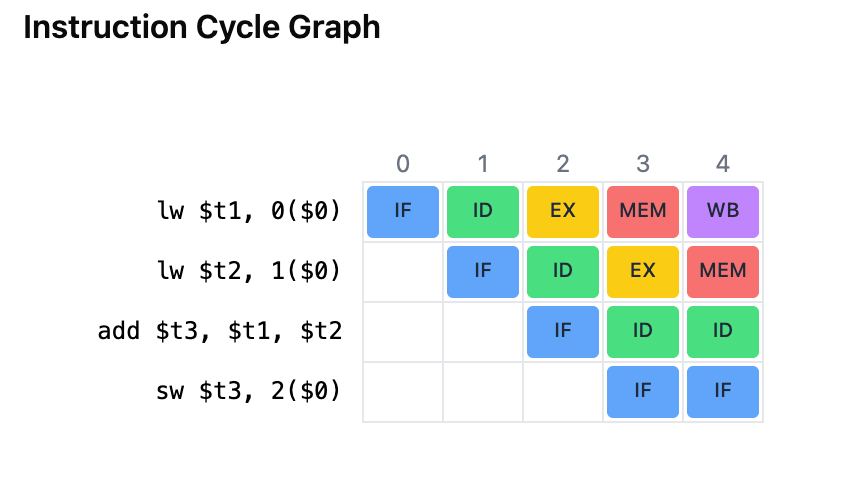 Instruction Cycle Graph
0 1 2 3 4
lw $t1, 0($0) IF ID EX MEM WB
lw $t2, 1($0) IF ID EX MEM
add $t3, $t1, $t2 IF ID ID
sw $t3, 2($0) IF IF